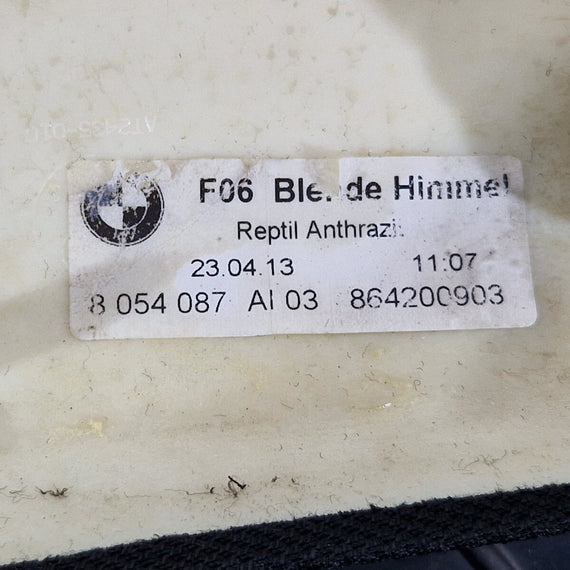 F06 Blende Himmel
Reptil Anthrazit
23.04.13 11:07
8 054 087 AI 03 864200903